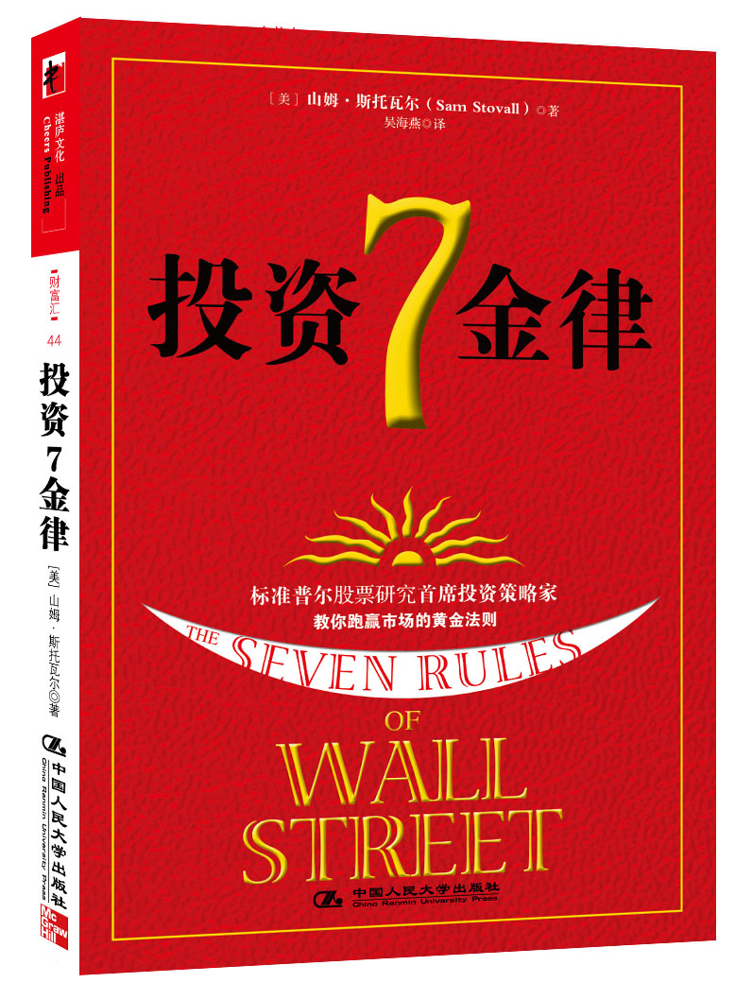 [美] 山姆·斯托瓦尔（Sam Stovall）◎著
吴海燕◎译
投资7金律
标准普尔股票研究首席投资策略家
教你跑赢市场的黄金法则
THE SEVEN RULES
OF
WALL
STREET
中国人民大学出版社
China Renmin University Press
湛庐文化 出品
Cheers Publishing
财富汇
44
投资7金律
[美] 山姆·斯托瓦尔◎著
中国人民大学出版社
China Renmin University Press
Mc
Graw
Hill